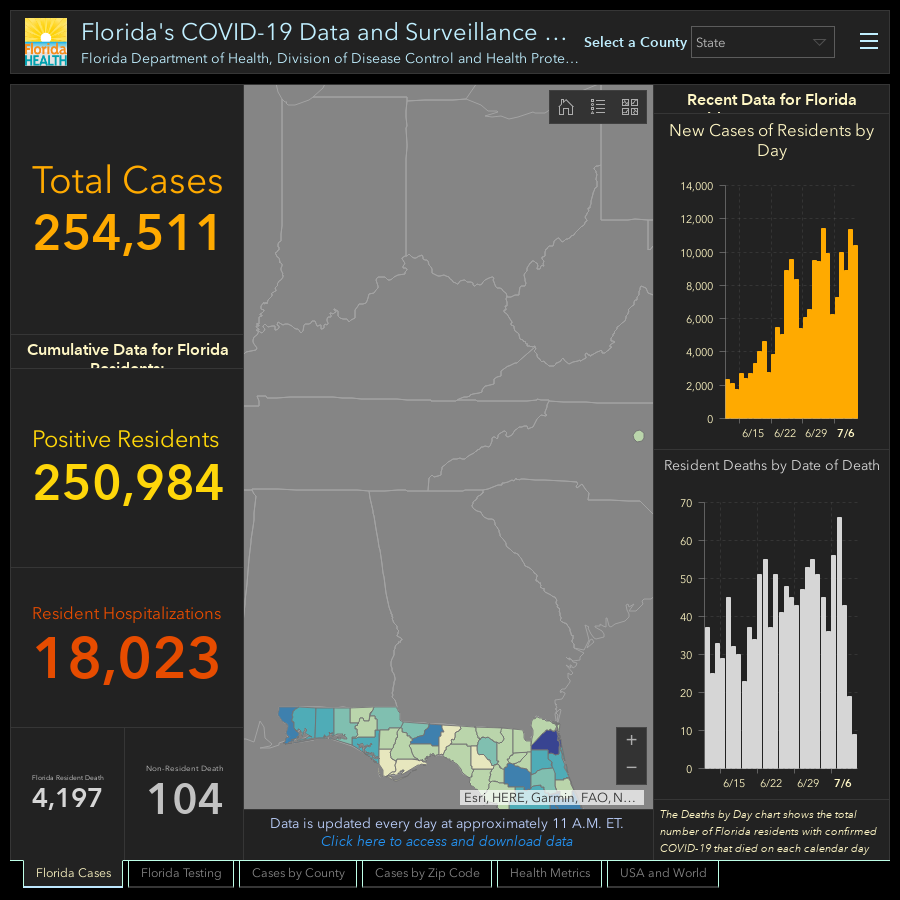 Florida's COVID-19 Data and Surveillance ...
Florida Department of Health, Division of Disease Control and Health Prote...
Florida
HEALTH
Select a County
State
Total Cases
254,511
Cumulative Data for Florida
Residents:
Positive Residents
250,984
Resident Hospitalizations
18,023
Florida Resident Death
4,197
Non-Resident Death
104
+
−
Esri, HERE, Garmin, FAO, N...
Data is updated every day at approximately 11 A.M. ET.
Click here to access and download data
Recent Data for Florida
New Cases of Residents by
Day
14,000
12,000
10,000
8,000
6,000
4,000
2,000
0
6/15 6/22 6/29 7/6
Resident Deaths by Date of Death
70
60
50
40
30
20
10
0
6/15 6/22 6/29 7/6
The Deaths by Day chart shows the total
number of Florida residents with confirmed
COVID-19 that died on each calendar day
Florida Cases
Florida Testing
Cases by County
Cases by Zip Code
Health Metrics
USA and World